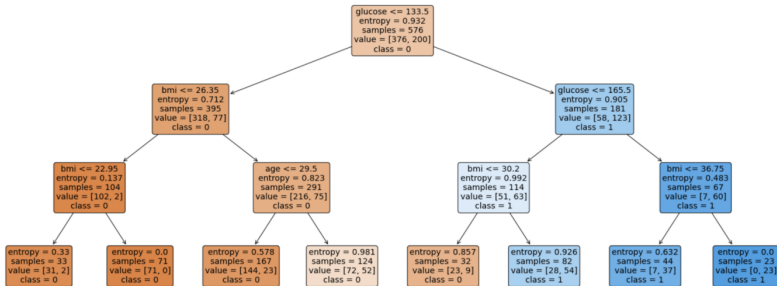 glucose <= 133.5
entropy = 0.932
samples = 576
value = [376, 200]
class = 0
bmi <= 26.35
entropy = 0.712
samples = 395
value = [318, 77]
class = 0
glucose <= 165.5
entropy = 0.905
samples = 181
value = [58, 123]
class = 1
bmi <= 22.95
entropy = 0.137
samples = 104
value = [102, 2]
class = 0
age <= 29.5
entropy = 0.823
samples = 291
value = [216, 75]
class = 0
bmi <= 30.2
entropy = 0.992
samples = 114
value = [51, 63]
class = 1
bmi <= 36.75
entropy = 0.483
samples = 67
value = [7, 60]
class = 1
entropy = 0.33
samples = 33
value = [31, 2]
class = 0
entropy = 0.0
samples = 71
value = [71, 0]
class = 0
entropy = 0.578
samples = 167
value = [144, 23]
class = 0
entropy = 0.981
samples = 124
value = [72, 52]
class = 0
entropy = 0.857
samples = 32
value = [23, 9]
class = 0
entropy = 0.926
samples = 82
value = [28, 54]
class = 1
entropy = 0.632
samples = 44
value = [7, 37]
class = 1
entropy = 0.0
samples = 23
value = [0, 23]
class = 1